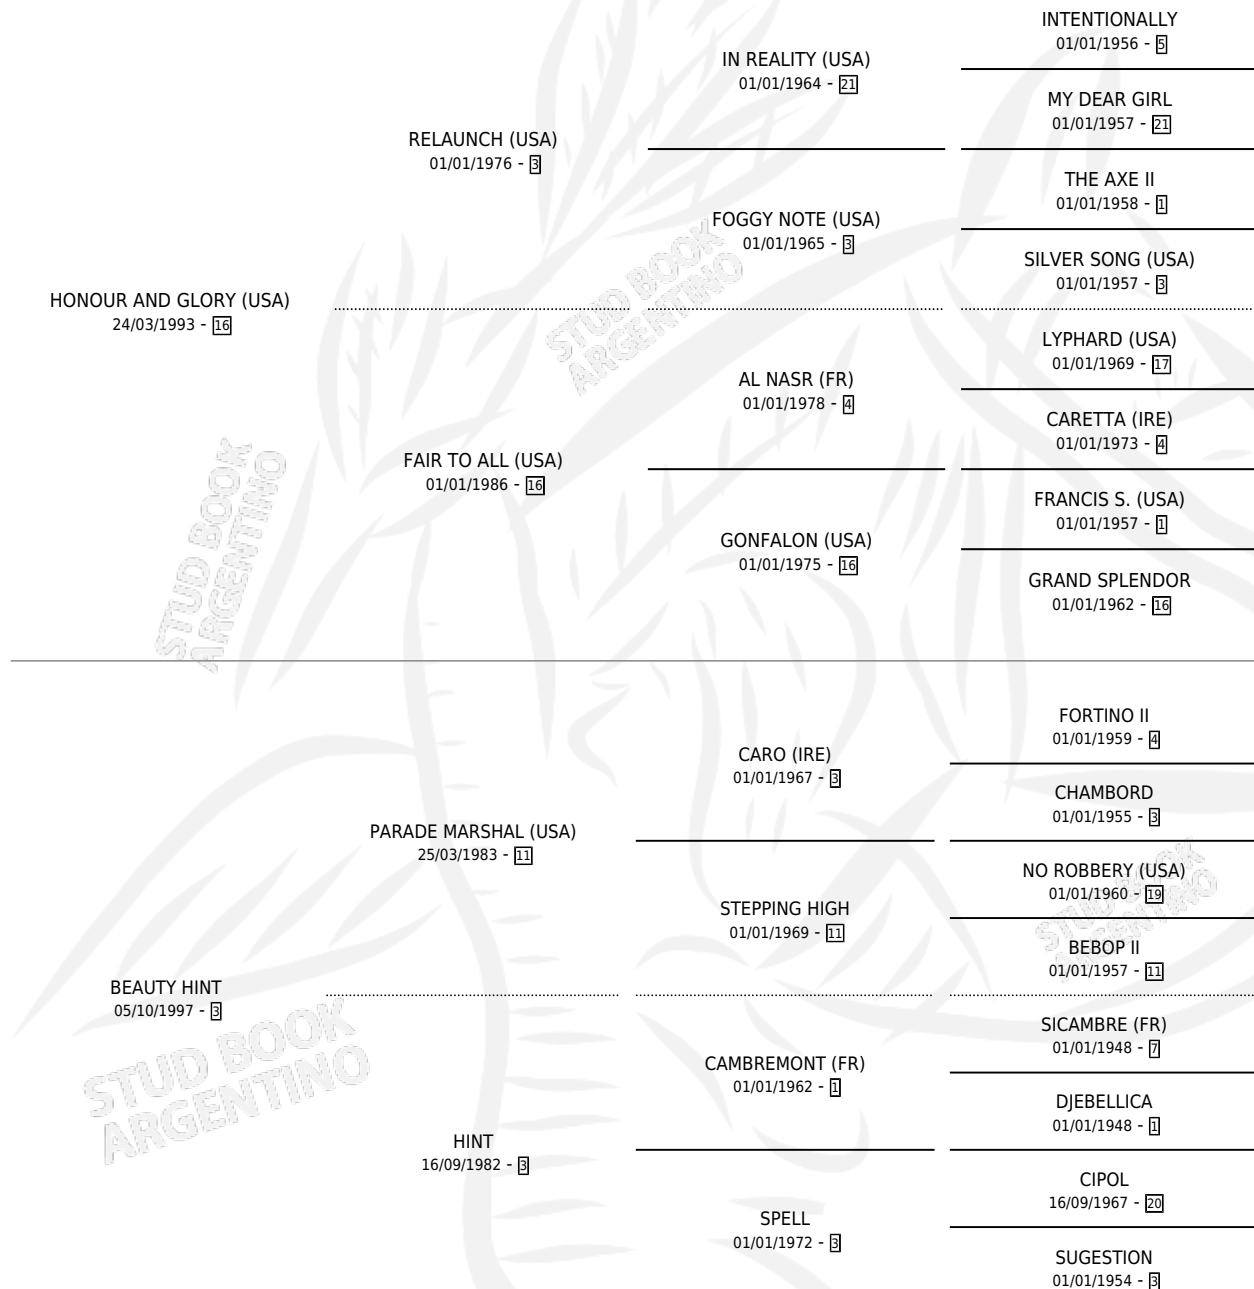 INTENTIONALLY
01/01/1956 - 5
IN REALITY (USA)
01/01/1964 - 21
MY DEAR GIRL
01/01/1957 - 21
RELAUNCH (USA)
01/01/1976 - 3
THE AXE II
01/01/1958 - 1
FOGGY NOTE (USA)
01/01/1965 - 3
SILVER SONG (USA)
01/01/1957 - 3
HONOUR AND GLORY (USA)
24/03/1993 - 16
LYPHARD (USA)
01/01/1969 - 17
AL NASR (FR)
01/01/1978 - 4
CARETTA (IRE)
01/01/1973 - 4
FAIR TO ALL (USA)
01/01/1986 - 16
FRANCIS S. (USA)
01/01/1957 - 1
GONFALON (USA)
01/01/1975 - 16
GRAND SPLENDOR
01/01/1962 - 16
FORTINO II
01/01/1959 - 4
CARO (IRE)
01/01/1967 - 3
CHAMBORD
01/01/1955 - 3
PARADE MARSHAL (USA)
25/03/1983 - 11
NO ROBBERY (USA)
01/01/1960 - 19
STEPPING HIGH
01/01/1969 - 11
BEBOP II
01/01/1957 - 11
BEAUTY HINT
05/10/1997 - 3
SICAMBRE (FR)
01/01/1948 - 7
CAMBREMONT (FR)
01/01/1962 - 1
DJEBELLICA
01/01/1948 - 1
HINT
16/09/1982 - 3
CIPOL
16/09/1967 - 20
SPELL
01/01/1972 - 3
SUGESTION
01/01/1954 - 3
STUD BOOK
ARGENTINO
STUD BOOK
ARGENTINO
STUD BOOK
ARGENTINO
STUD BOOK
ARGENTINO